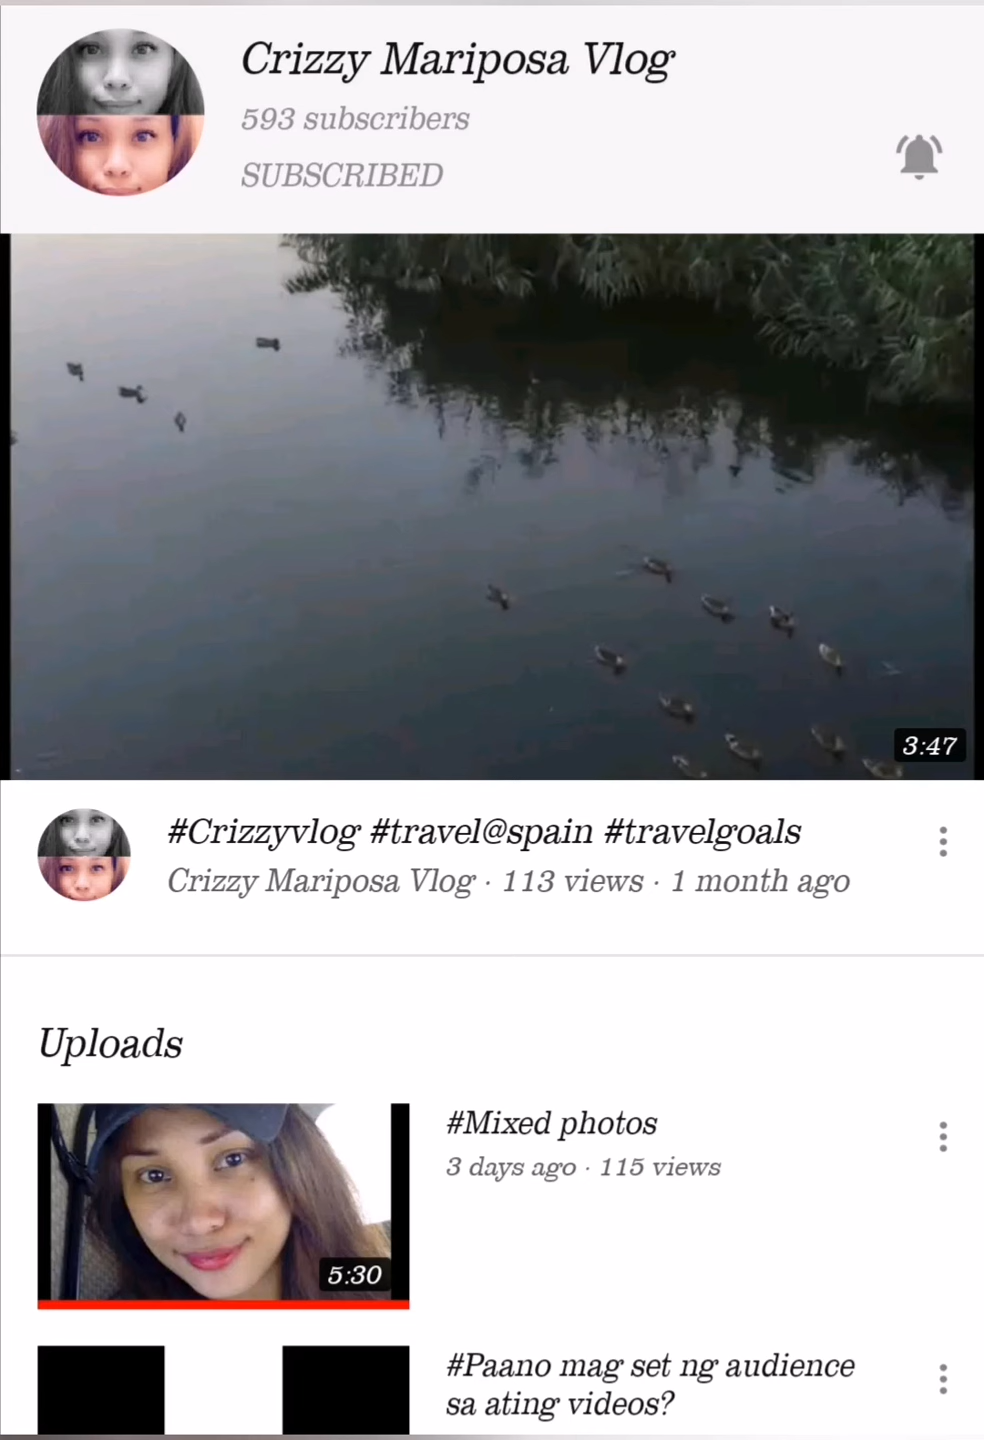 Crizzy Mariposa Vlog
593 subscribers
SUBSCRIBED
3:47
#Crizzyvlog #travel@spain #travelgoals
Crizzy Mariposa Vlog · 113 views · 1 month ago
Uploads
#Mixed photos
3 days ago · 115 views
5:30
#Paano mag set ng audience
sa ating videos?